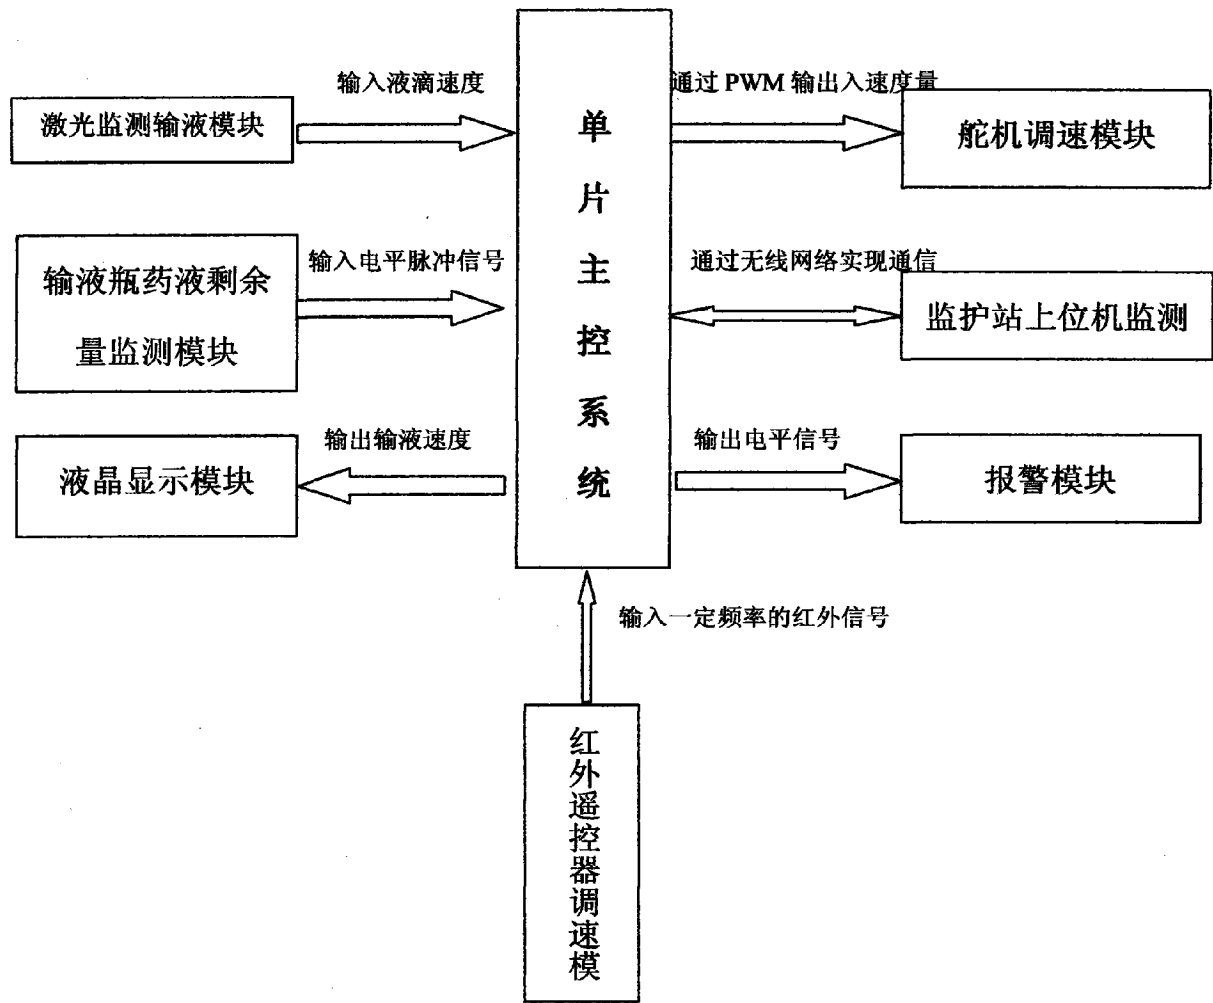 输入液滴速度
通过 PWM 输出入速度量
激光监测输液模块
舵机调速模块
输液瓶药液剩余
量监测模块
输入电平脉冲信号
通过无线网络实现通信
监护站上位机监测
输出输液速度
输出电平信号
液晶显示模块
报警模块
单片主控系统
输入一定频率的红外信号
红外遥控器调速模